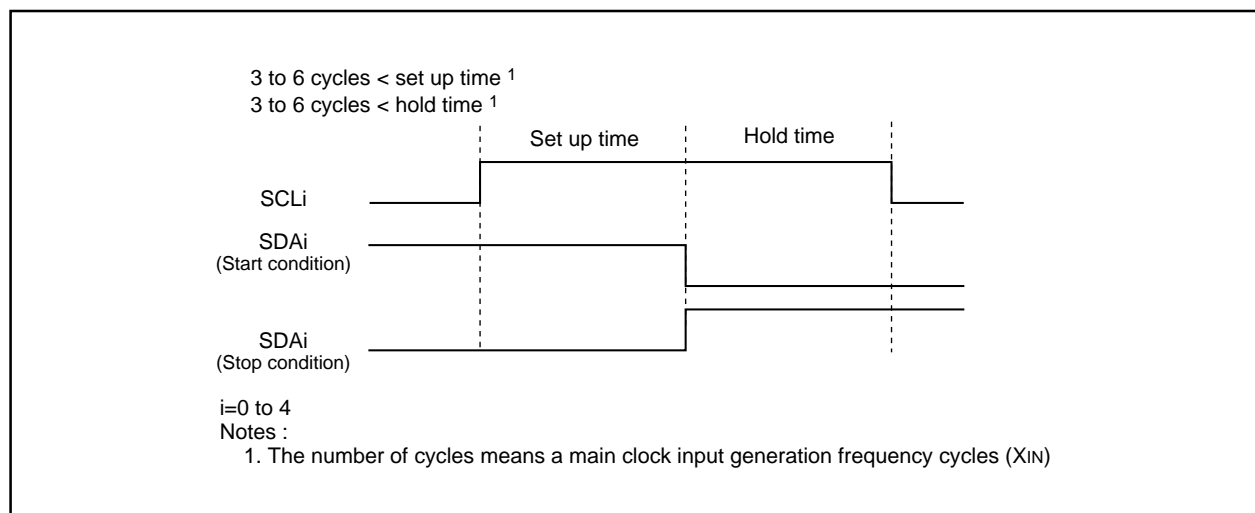 3 to 6 cycles < set up time 1
3 to 6 cycles < hold time 1
Set up time
Hold time
SCLi
SDAi
(Start condition)
SDAi
(Stop condition)
i=0 to 4
Notes :
1. The number of cycles means a main clock input generation frequency cycles (XIN)